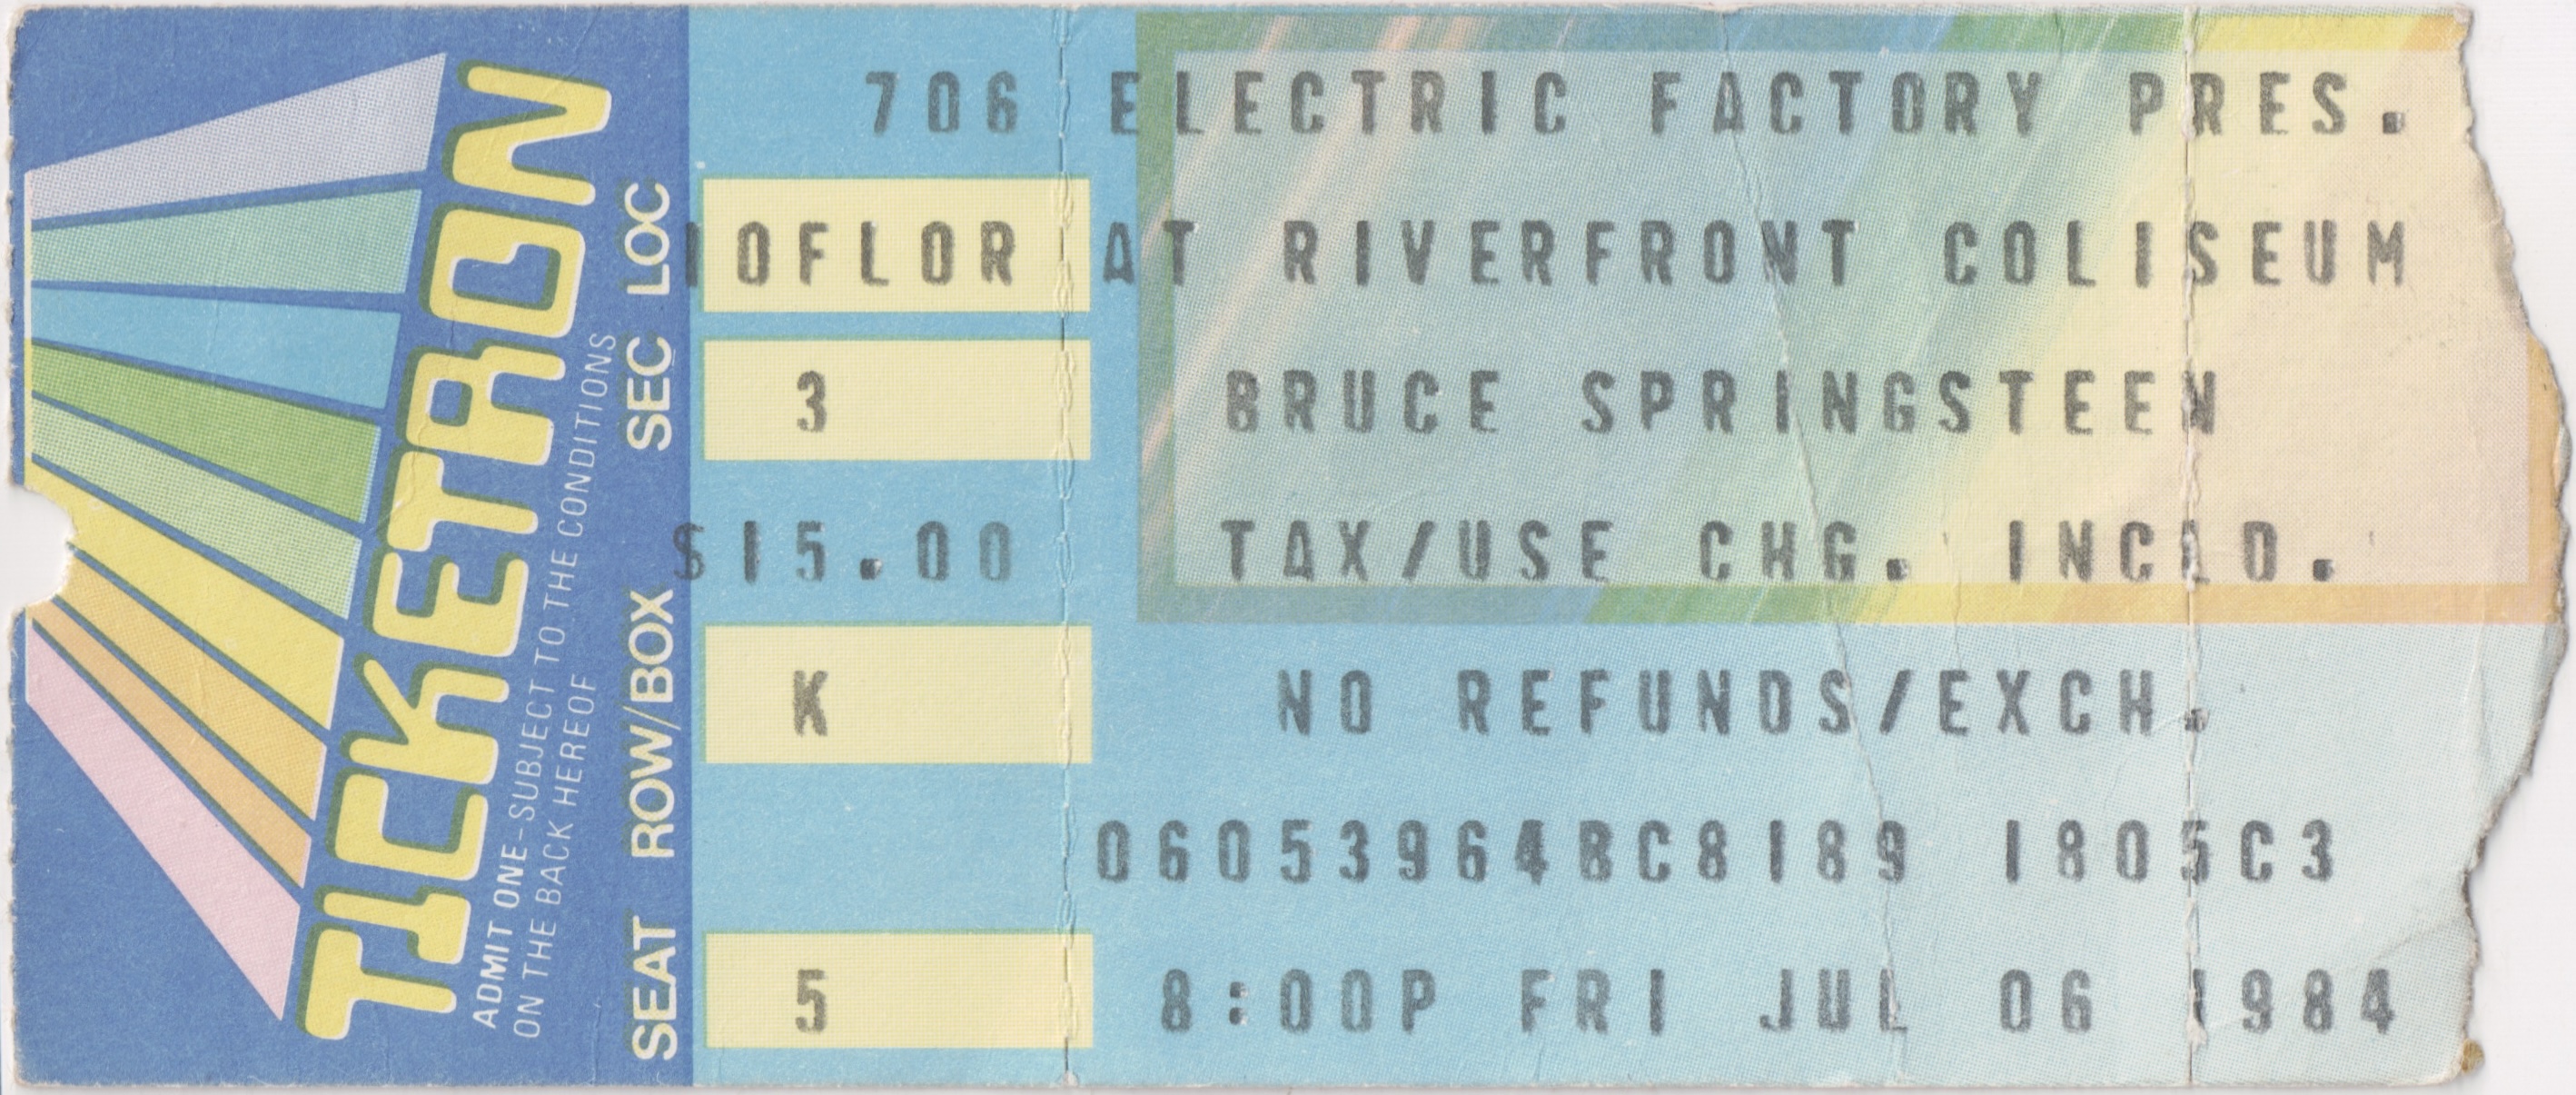 TICKETRON
ADMIT ONE-SUBJECT TO THE CONDITIONS
ON THE BACK HEREOF
SEAT ROW/BOX SEC LOC
706 ELECTRIC FACTORY PRES.
10FLOR AT RIVERFRONT COLISEUM
3 BRUCE SPRINGSTEEN
$15.00 TAX/USE CHG. INCLD.
K NO REFUNDS/EXCH.
06053964BC8189 1805C3
5 8:00P FRI JUL 06 1984